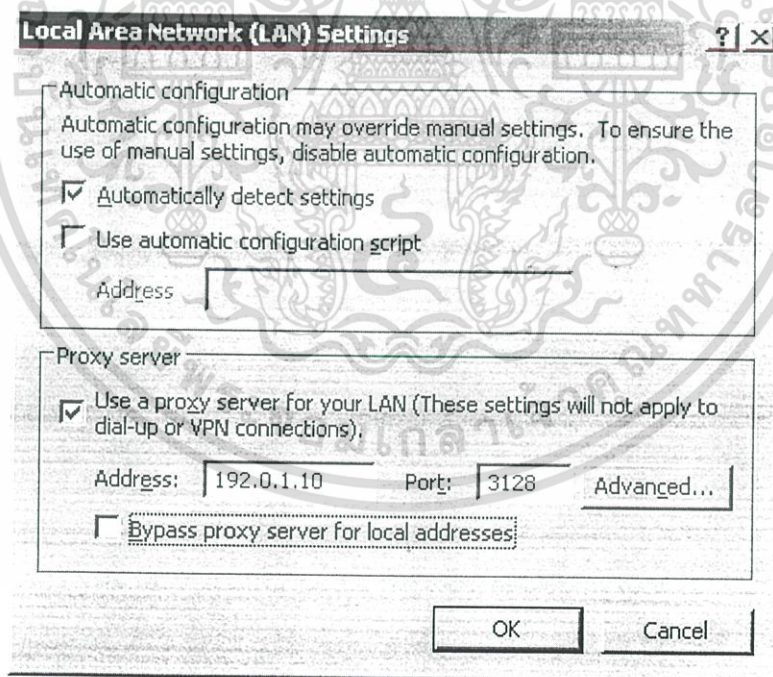 Local Area Network (LAN) Settings
Automatic configuration
Automatic configuration may override manual settings. To ensure the
use of manual settings, disable automatic configuration.
Automatically detect settings
Use automatic configuration script
Address
Proxy server
Use a proxy server for your LAN (These settings will not apply to
dial-up or VPN connections).
Address: 192.0.1.10 Port: 3128 Advanced...
Bypass proxy server for local addresses
OK Cancel